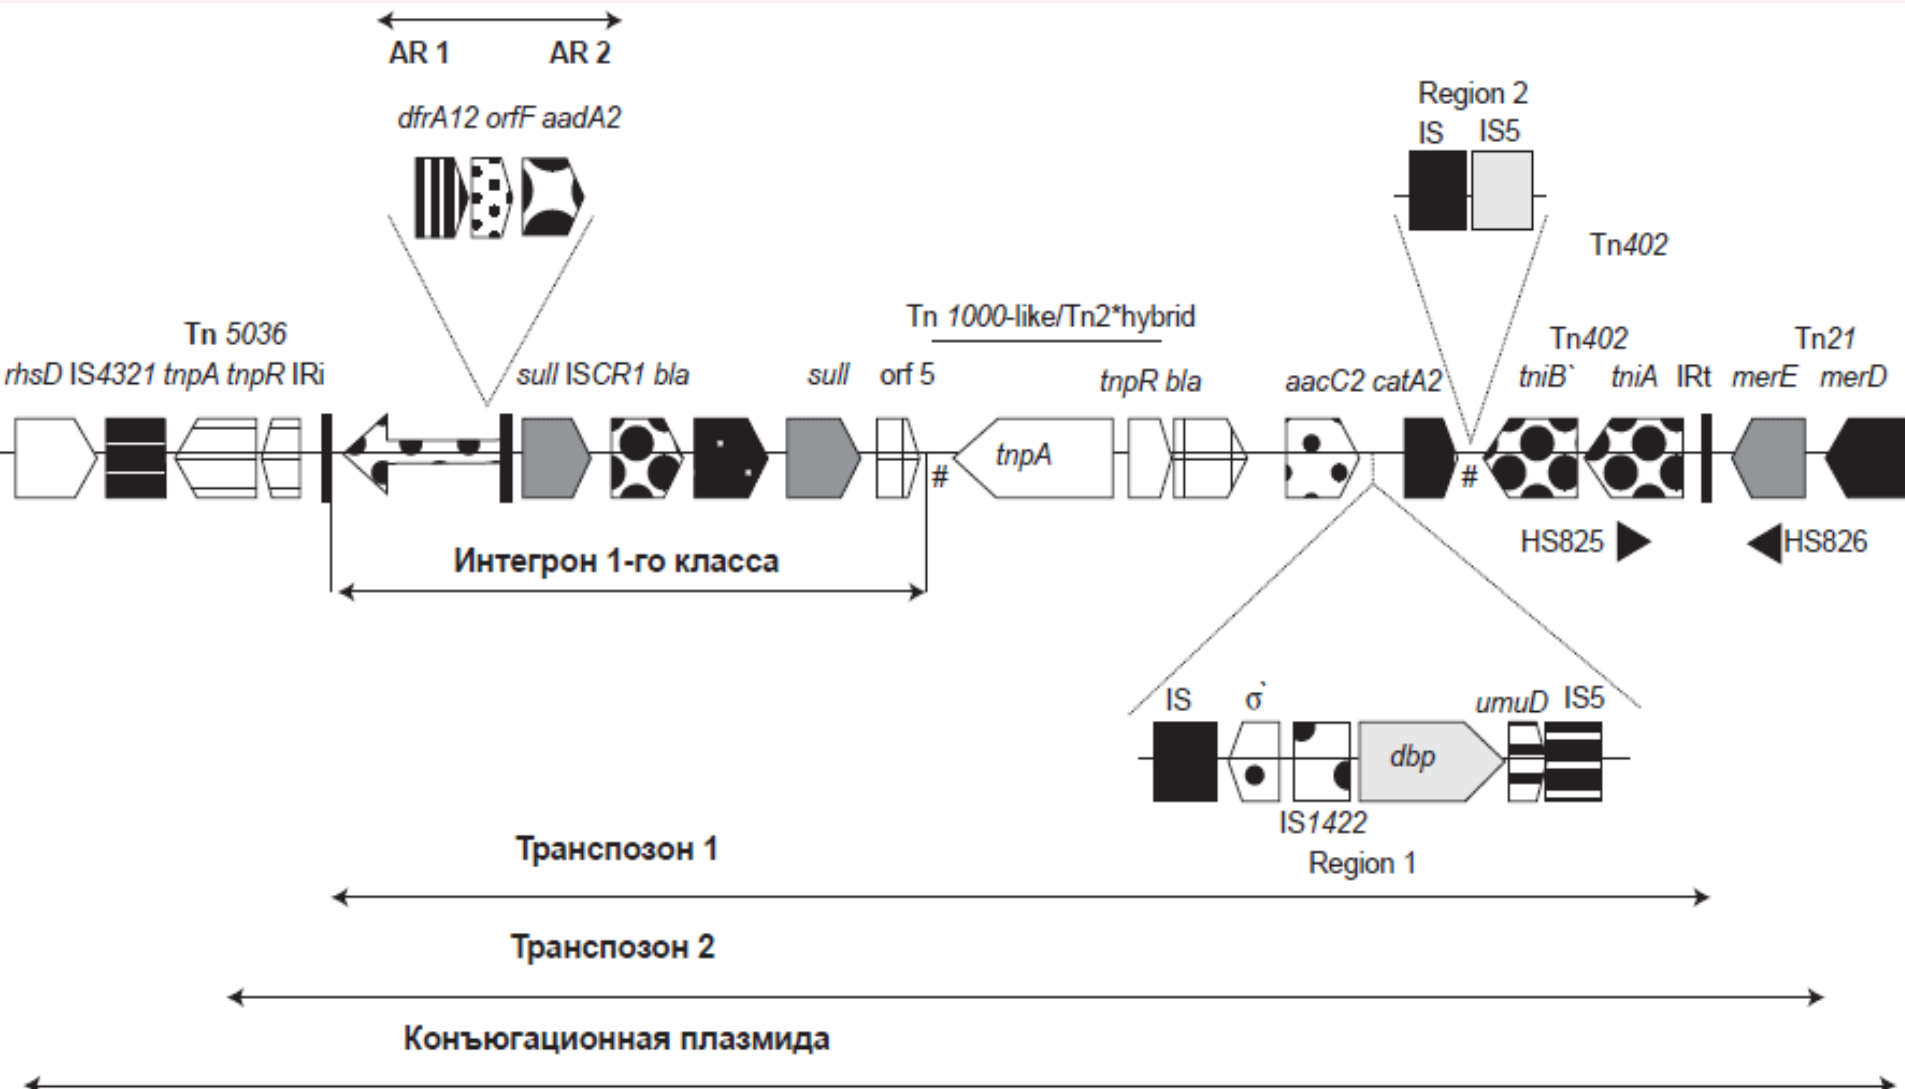 AR 1 AR 2
dfrA12 orfF aadA2
Region 2
IS IS5
Tn402
Tn 1000-like/Tn2*hybrid
Tn 5036 Tn402 Tn21
rhsD IS4321 tnpA tnpR IRi sull ISCR1 bla sull orf 5 tnpR bla aacC2 catA2 tniB` tniA IRt merE merD
tnpA
# #
HS825 HS826
Интегрон 1-го класса
IS σ` umuD IS5
dbp
IS1422
Region 1
Транспозон 1
Транспозон 2
Конъюгационная плазмида